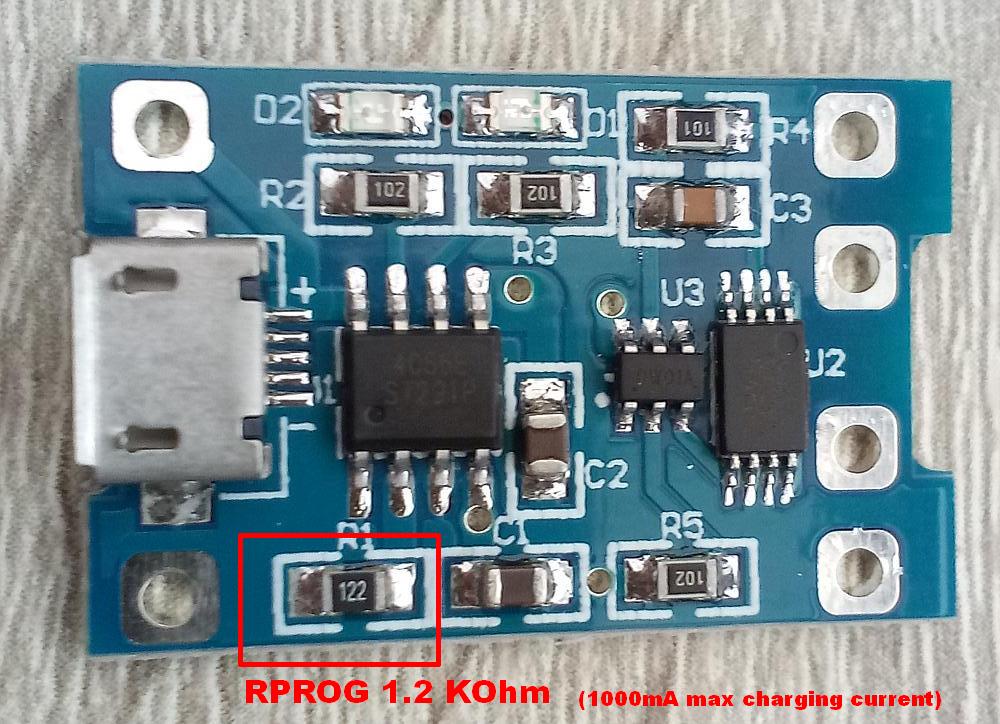 D2
D1
101
R4
R2
102
102
C3
R3
+
U3
U2
-
C2
R1
C1
R5
122
102
RPROG 1.2 KOhm (1000mA max charging current)